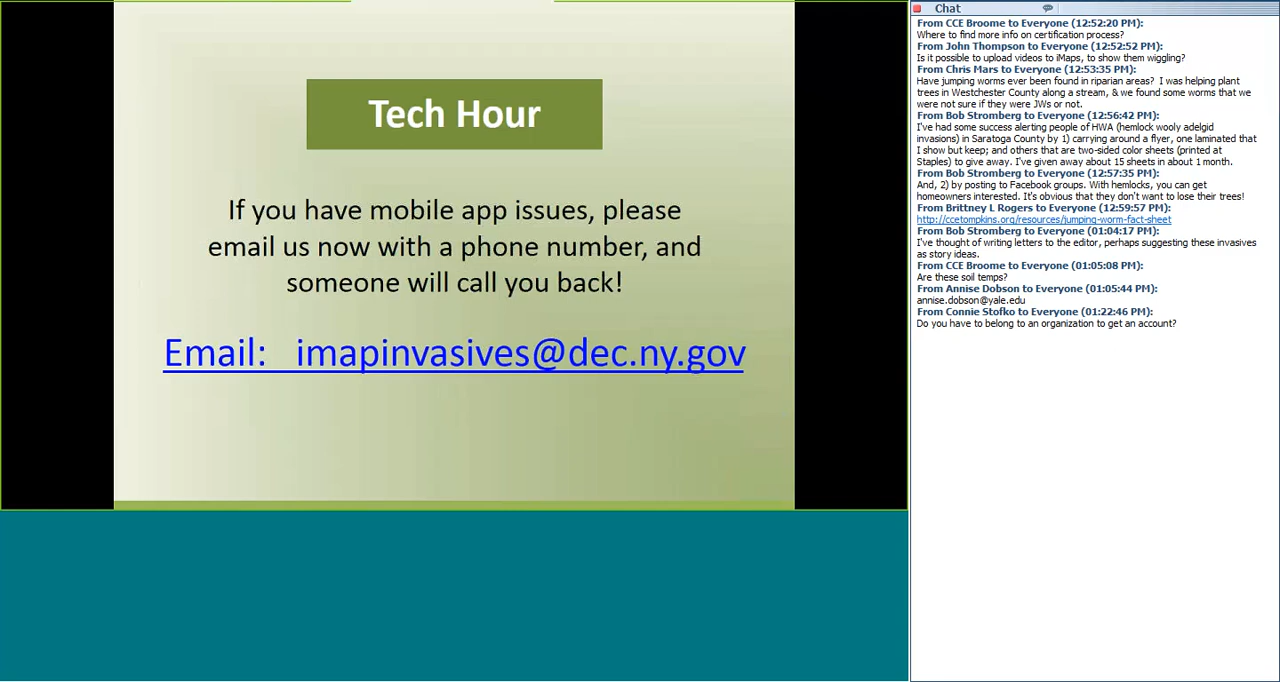 Tech Hour
If you have mobile app issues, please
email us now with a phone number, and
someone will call you back!
Email: imapinvasives@dec.ny.gov
Chat
From CCE Broome to Everyone (12:52:20 PM):
Where to find more info on certification process?
From John Thompson to Everyone (12:52:52 PM):
Is it possible to upload videos to iMaps, to show them wiggling?
From Chris Mars to Everyone (12:53:35 PM):
Have jumping worms ever been found in riparian areas? I was helping plant
trees in Westchester County along a stream, & we found some worms that we
were not sure if they were JWs or not.
From Bob Stromberg to Everyone (12:56:42 PM):
I've had some success alerting people of HWA (hemlock wooly adelgid
invasions) in Saratoga County by 1) carrying around a flyer, one laminated that
I show but keep; and others that are two-sided color sheets (printed at
Staples) to give away. I've given away about 15 sheets in about 1 month.
From Bob Stromberg to Everyone (12:57:35 PM):
And, 2) by posting to Facebook groups. With hemlocks, you can get
homeowners interested. It's obvious that they don't want to lose their trees!
From Brittney L Rogers to Everyone (12:59:57 PM):
http://ccetompkins.org/resources/jumping-worm-fact-sheet
From Bob Stromberg to Everyone (01:04:17 PM):
I've thought of writing letters to the editor, perhaps suggesting these invasives
as story ideas.
From CCE Broome to Everyone (01:05:08 PM):
Are these soil temps?
From Annise Dobson to Everyone (01:05:44 PM):
annise.dobson@yale.edu
From Connie Stofko to Everyone (01:22:46 PM):
Do you have to belong to an organization to get an account?